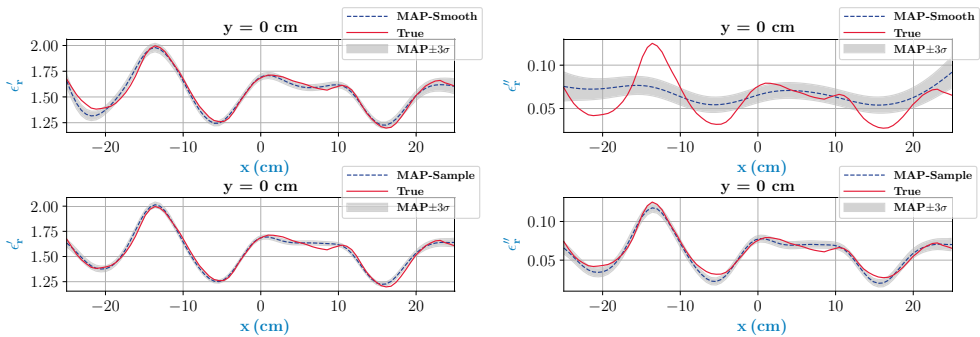 y = 0 cm
MAP-Smooth
True
MAP±3σ
2.00
1.75
1.50
1.25
ϵ′r
−20
−10
0
10
20
x (cm)
y = 0 cm
MAP-Smooth
True
MAP±3σ
0.10
0.05
ϵ′′r
−20
−10
0
10
20
x (cm)
y = 0 cm
MAP-Sample
True
MAP±3σ
2.00
1.75
1.50
1.25
ϵ′r
−20
−10
0
10
20
x (cm)
y = 0 cm
MAP-Sample
True
MAP±3σ
0.10
0.05
ϵ′′r
−20
−10
0
10
20
x (cm)